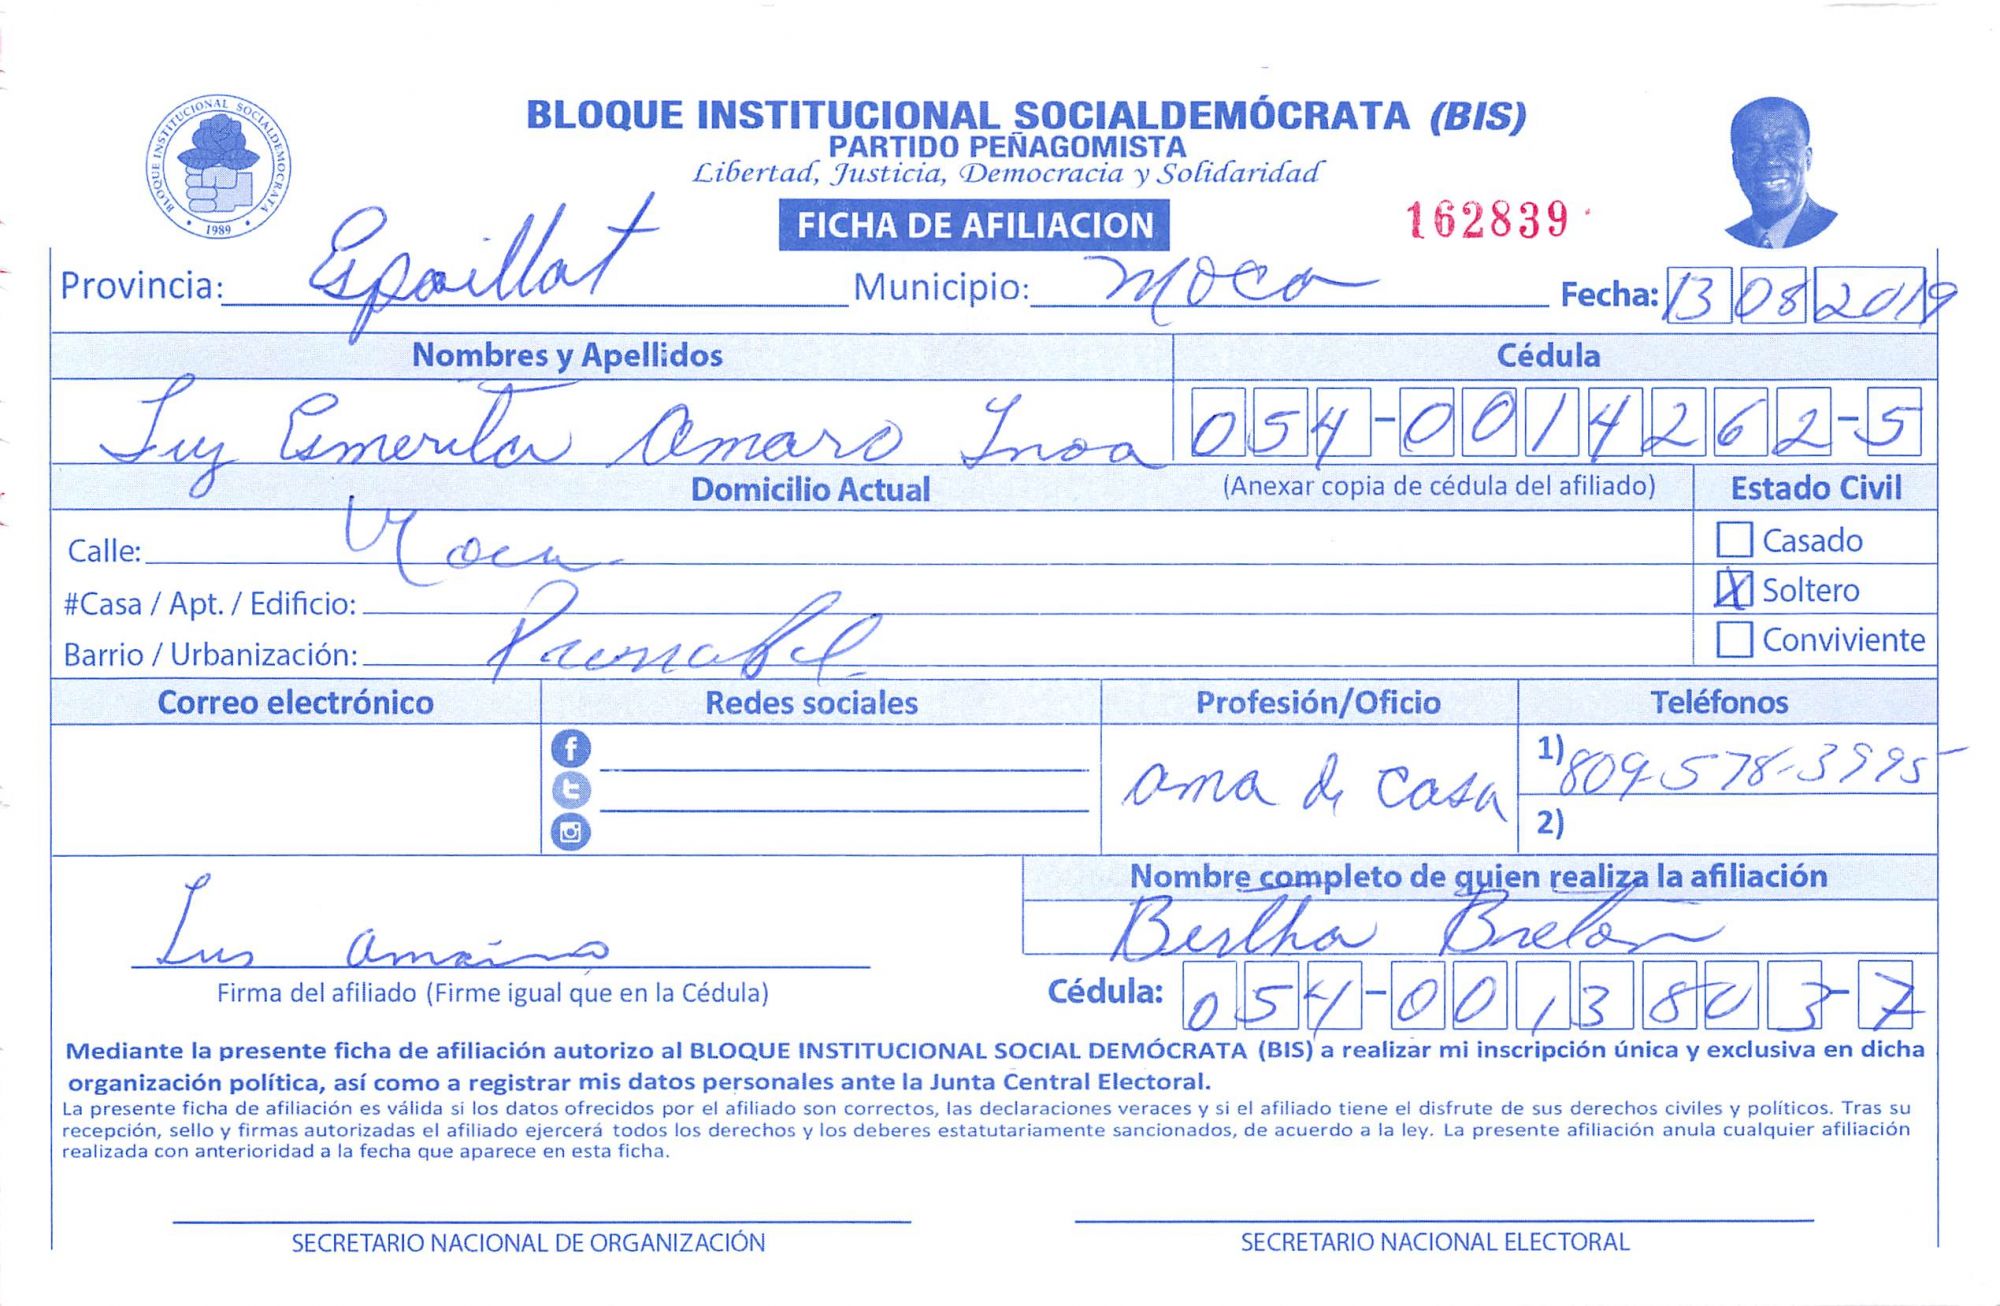 BLOQUE INSTITUCIONAL SOCIALDEMÓCRATA (BIS)
PARTIDO PEÑAGOMISTA
Libertad, Justicia, Democracia y Solidaridad
BLOQUE INSTITUCIONAL SOCIALDEMOCRATA
1989
FICHA DE AFILIACION
162839
Provincia: Espaillat Municipio: Moca Fecha: 13 08 2019
Nombres y Apellidos Cédula
Luz Esmerita Amaro Inoa 054-0014262-5
Domicilio Actual (Anexar copia de cédula del afiliado) Estado Civil
Calle: Moca Casado
#Casa / Apt. / Edificio: X Soltero
Barrio / Urbanización: Conviviente
Correo electrónico Redes sociales Profesión/Oficio Teléfonos
ama de casa 1) 809-578-3995
2)
Nombre completo de quien realiza la afiliación
Luz Amaro Bertha Breton
Firma del afiliado (Firme igual que en la Cédula) Cédula: 054-0013803-7
Mediante la presente ficha de afiliación autorizo al BLOQUE INSTITUCIONAL SOCIAL DEMÓCRATA (BIS) a realizar mi inscripción única y exclusiva en dicha
organización política, así como a registrar mis datos personales ante la Junta Central Electoral.
La presente ficha de afiliación es válida si los datos ofrecidos por el afiliado son correctos, las declaraciones veraces y si el afiliado tiene el disfrute de sus derechos civiles y políticos. Tras su
recepción, sello y firmas autorizadas el afiliado ejercerá todos los derechos y los deberes estatutariamente sancionados, de acuerdo a la ley. La presente afiliación anula cualquier afiliación
realizada con anterioridad a la fecha que aparece en esta ficha.
SECRETARIO NACIONAL DE ORGANIZACIÓN SECRETARIO NACIONAL ELECTORAL